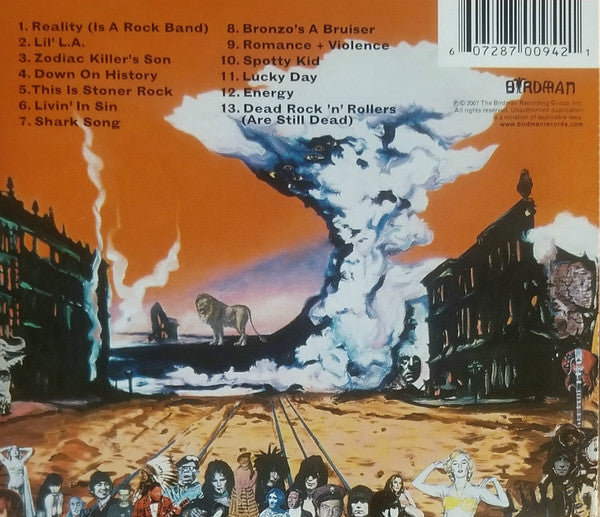 1. Reality (Is A Rock Band)
2. Lil' L.A.
3. Zodiac Killer's Son
4. Down On History
5.This Is Stoner Rock
6. Livin' In Sin
7. Shark Song
8. Bronzo's A Bruiser
9. Romance + Violence
10. Spotty Kid
11. Lucky Day
12. Energy
13. Dead Rock 'n' Rollers
(Are Still Dead)
6 07287 00942 1
BIRDMAN
℗© 2007 The Birdman Recording Group, Inc.
All rights reserved. Unauthorized duplication
is a violation of applicable laws.
www.birdmanrecords.com